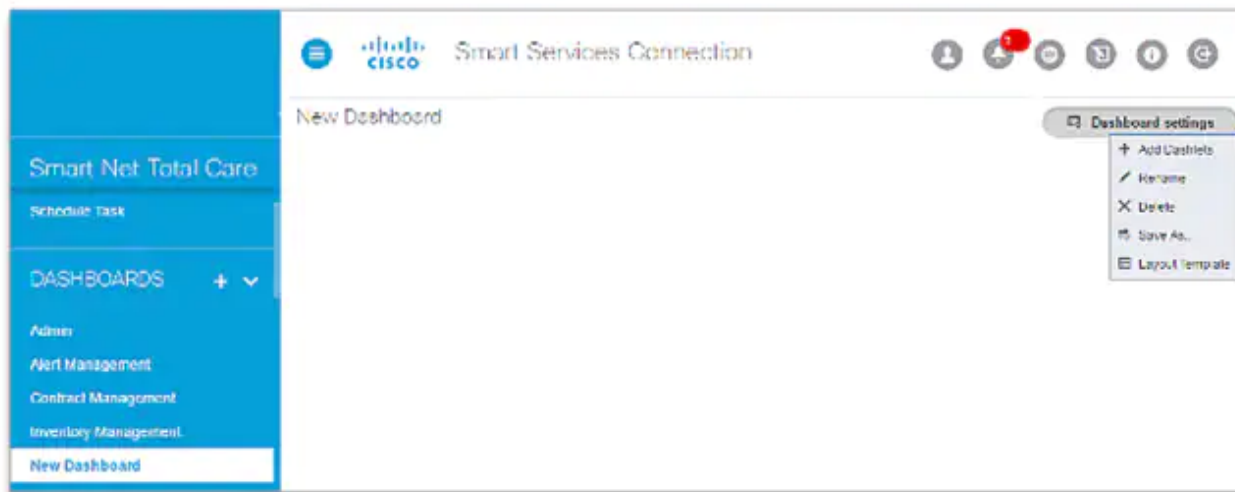 CISCO
Smart Services Connection
New Dashboard
Dashboard settings
+ Add Dashlets
Rename
Delete
Save As..
Layout Template
Smart Net Total Care
Schedule Task
DASHBOARDS +
Admin
Alert Management
Contract Management
Inventory Management
New Dashboard